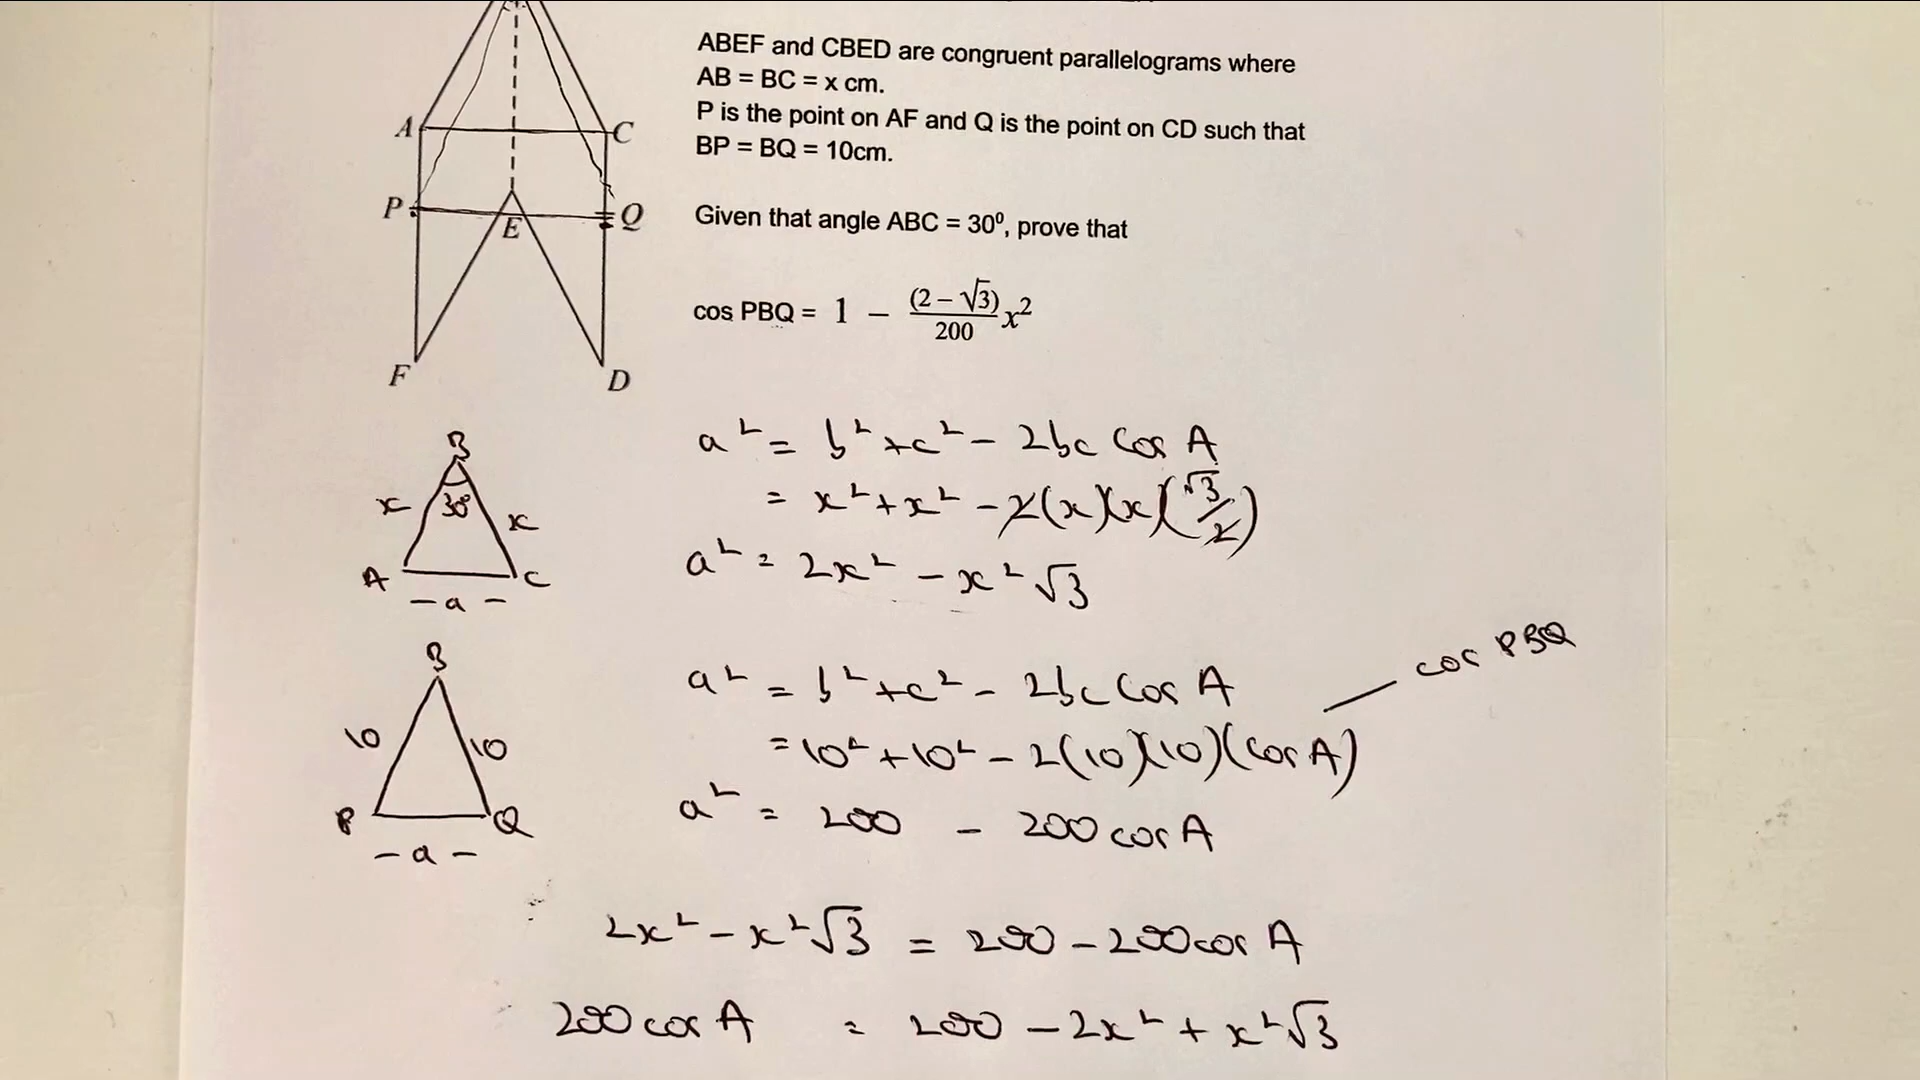 ABEF and CBED are congruent parallelograms where
AB = BC = x cm.
P is the point on AF and Q is the point on CD such that
BP = BQ = 10cm.
Given that angle ABC = 30⁰, prove that
cos PBQ = 1 − (2 − √3)/200 x²
A
C
P
Q
E
F
D
B
x
30°
x
A
C
– a –
a² = b² + c² – 2bc cos A
= x² + x² – 2(x)(x)(√3/2)
a² = 2x² – x²√3
B
10
10
P
Q
– a –
cos PBQ
a² = b² + c² – 2bc cos A
= 10² + 10² – 2(10)(10)(cos A)
a² = 200 – 200 cos A
2x² – x²√3 = 200 – 200 cos A
200 cos A = 200 – 2x² + x²√3